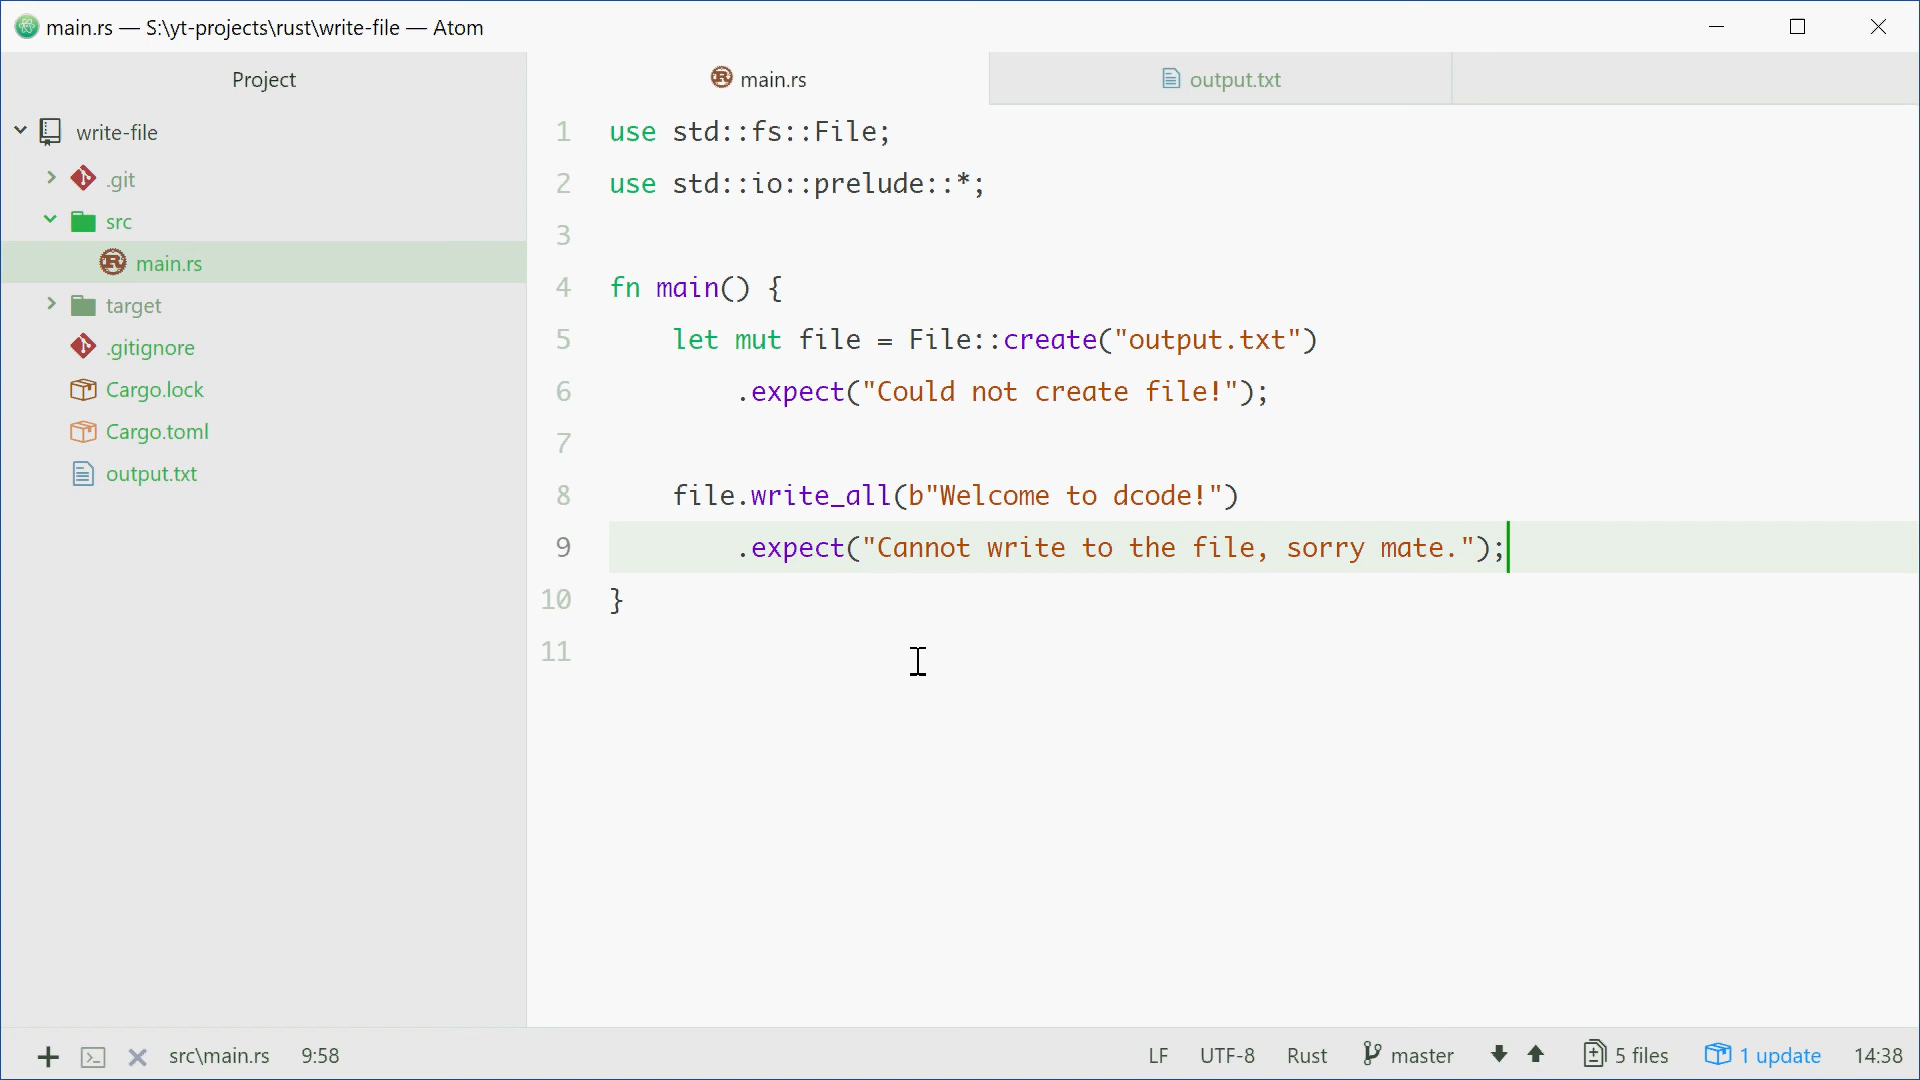 main.rs — S:\yt-projects\rust\write-file — Atom
Project
write-file
.git
src
main.rs
target
.gitignore
Cargo.lock
Cargo.toml
output.txt
main.rs
output.txt
1 use std::fs::File;
2 use std::io::prelude::*;
3
4 fn main() {
5     let mut file = File::create("output.txt")
6         .expect("Could not create file!");
7
8     file.write_all(b"Welcome to dcode!")
9         .expect("Cannot write to the file, sorry mate.");
10 }
11
src\main.rs 9:58
LF UTF-8 Rust master 5 files 1 update 14:38